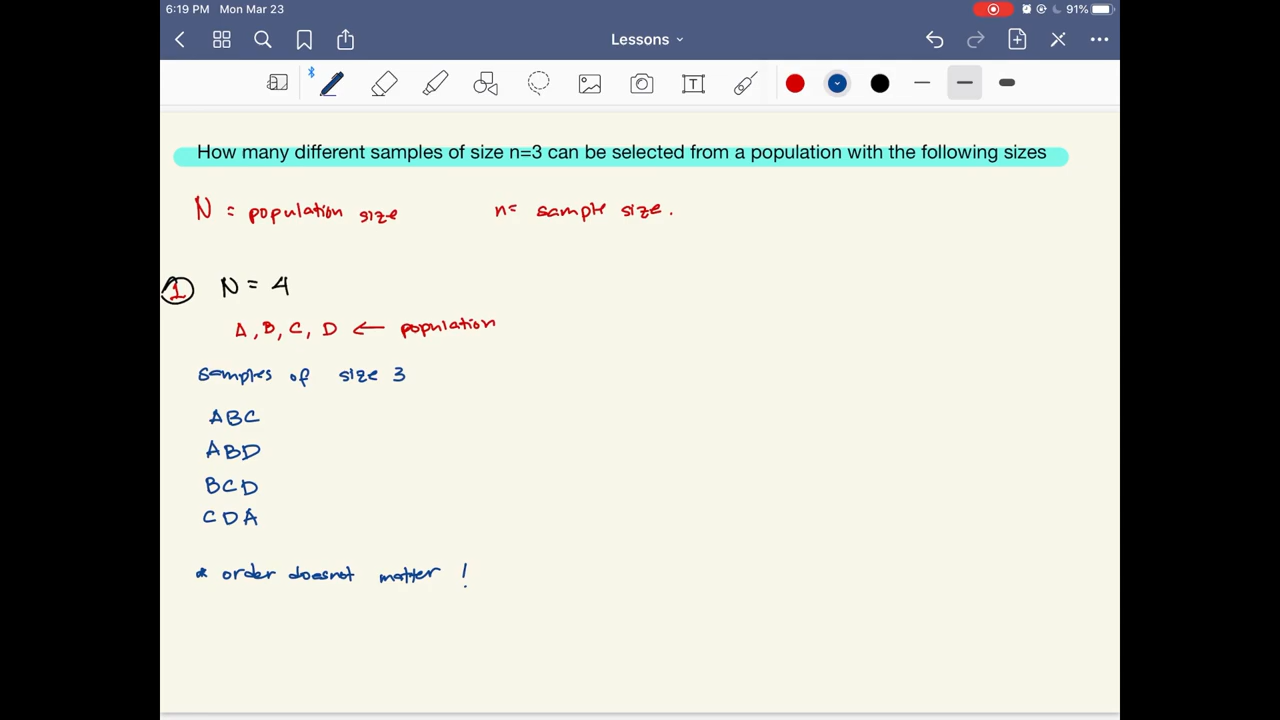 6:19 PM Mon Mar 23 91%
Lessons
T
How many different samples of size n=3 can be selected from a population with the following sizes
N = population size n= sample size.
1 N = 4
A, B, C, D ← population
samples of size 3
ABC
ABD
BCD
CDA
* order doesnot matter !